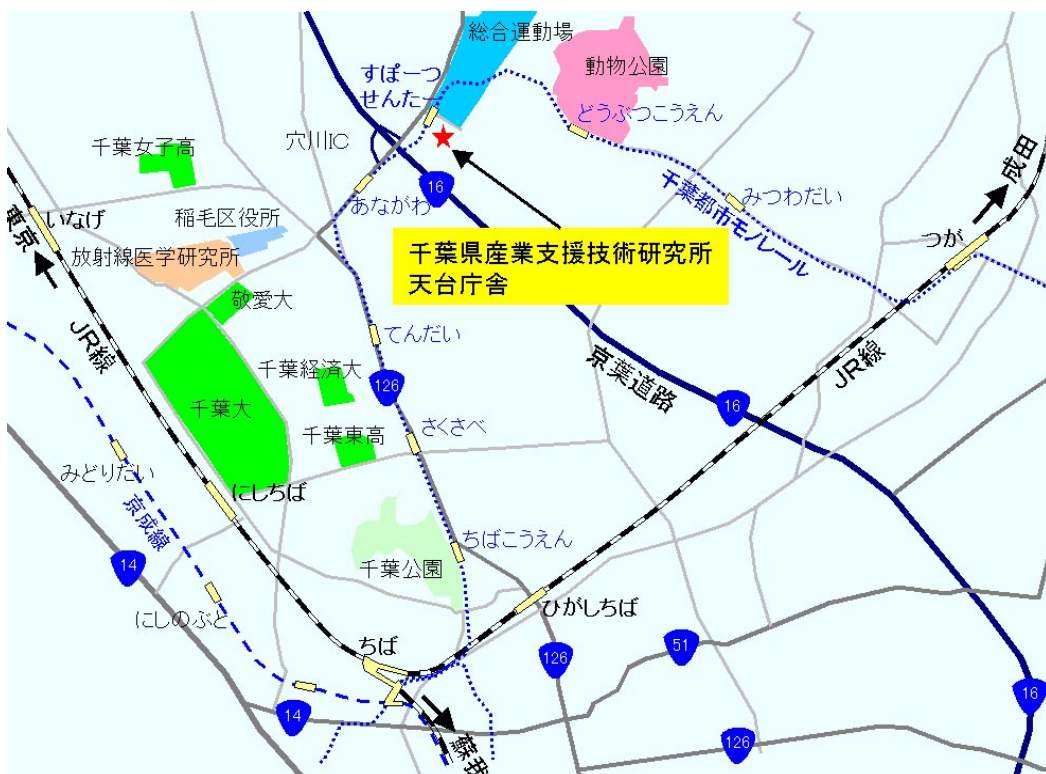 総合運動場
すぽーつ
せんたー
動物公園
どうぶつこうえん
千葉女子高
穴川IC
16
あながわ
みつわだい
千葉都市モノレール
成田
いなげ
稲毛区役所
東京
放射線医学研究所
千葉県産業支援技術研究所
天台庁舎
つが
敬愛大
JR線
てんだい
千葉経済大
126
京葉道路
JR線
千葉大
16
さくさべ
千葉東高
みどりだい
にしちば
京成線
14
ちばこうえん
千葉公園
にしのぶと
ひがしちば
ちば
51
126
16
14
蘇我
126